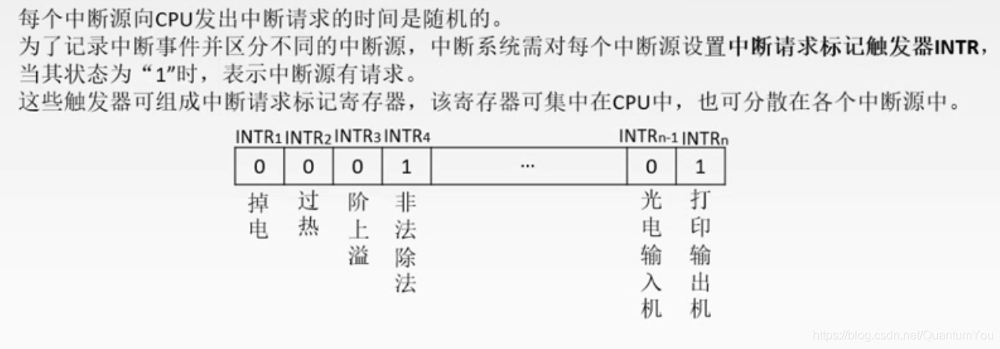 每个中断源向CPU发出中断请求的时间是随机的。
为了记录中断事件并区分不同的中断源，中断系统需对每个中断源设置中断请求标记触发器INTR，
当其状态为“1”时，表示中断源有请求。
这些触发器可组成中断请求标记寄存器，该寄存器可集中在CPU中，也可分散在各个中断源中。
INTR1 INTR2 INTR3 INTR4 INTRn-1 INTRn
0 0 0 1 ... 0 1
掉电
过热
阶上溢
非法除法
光电输入机
打印输出机
https://blog.csdn.net/QuantumYou